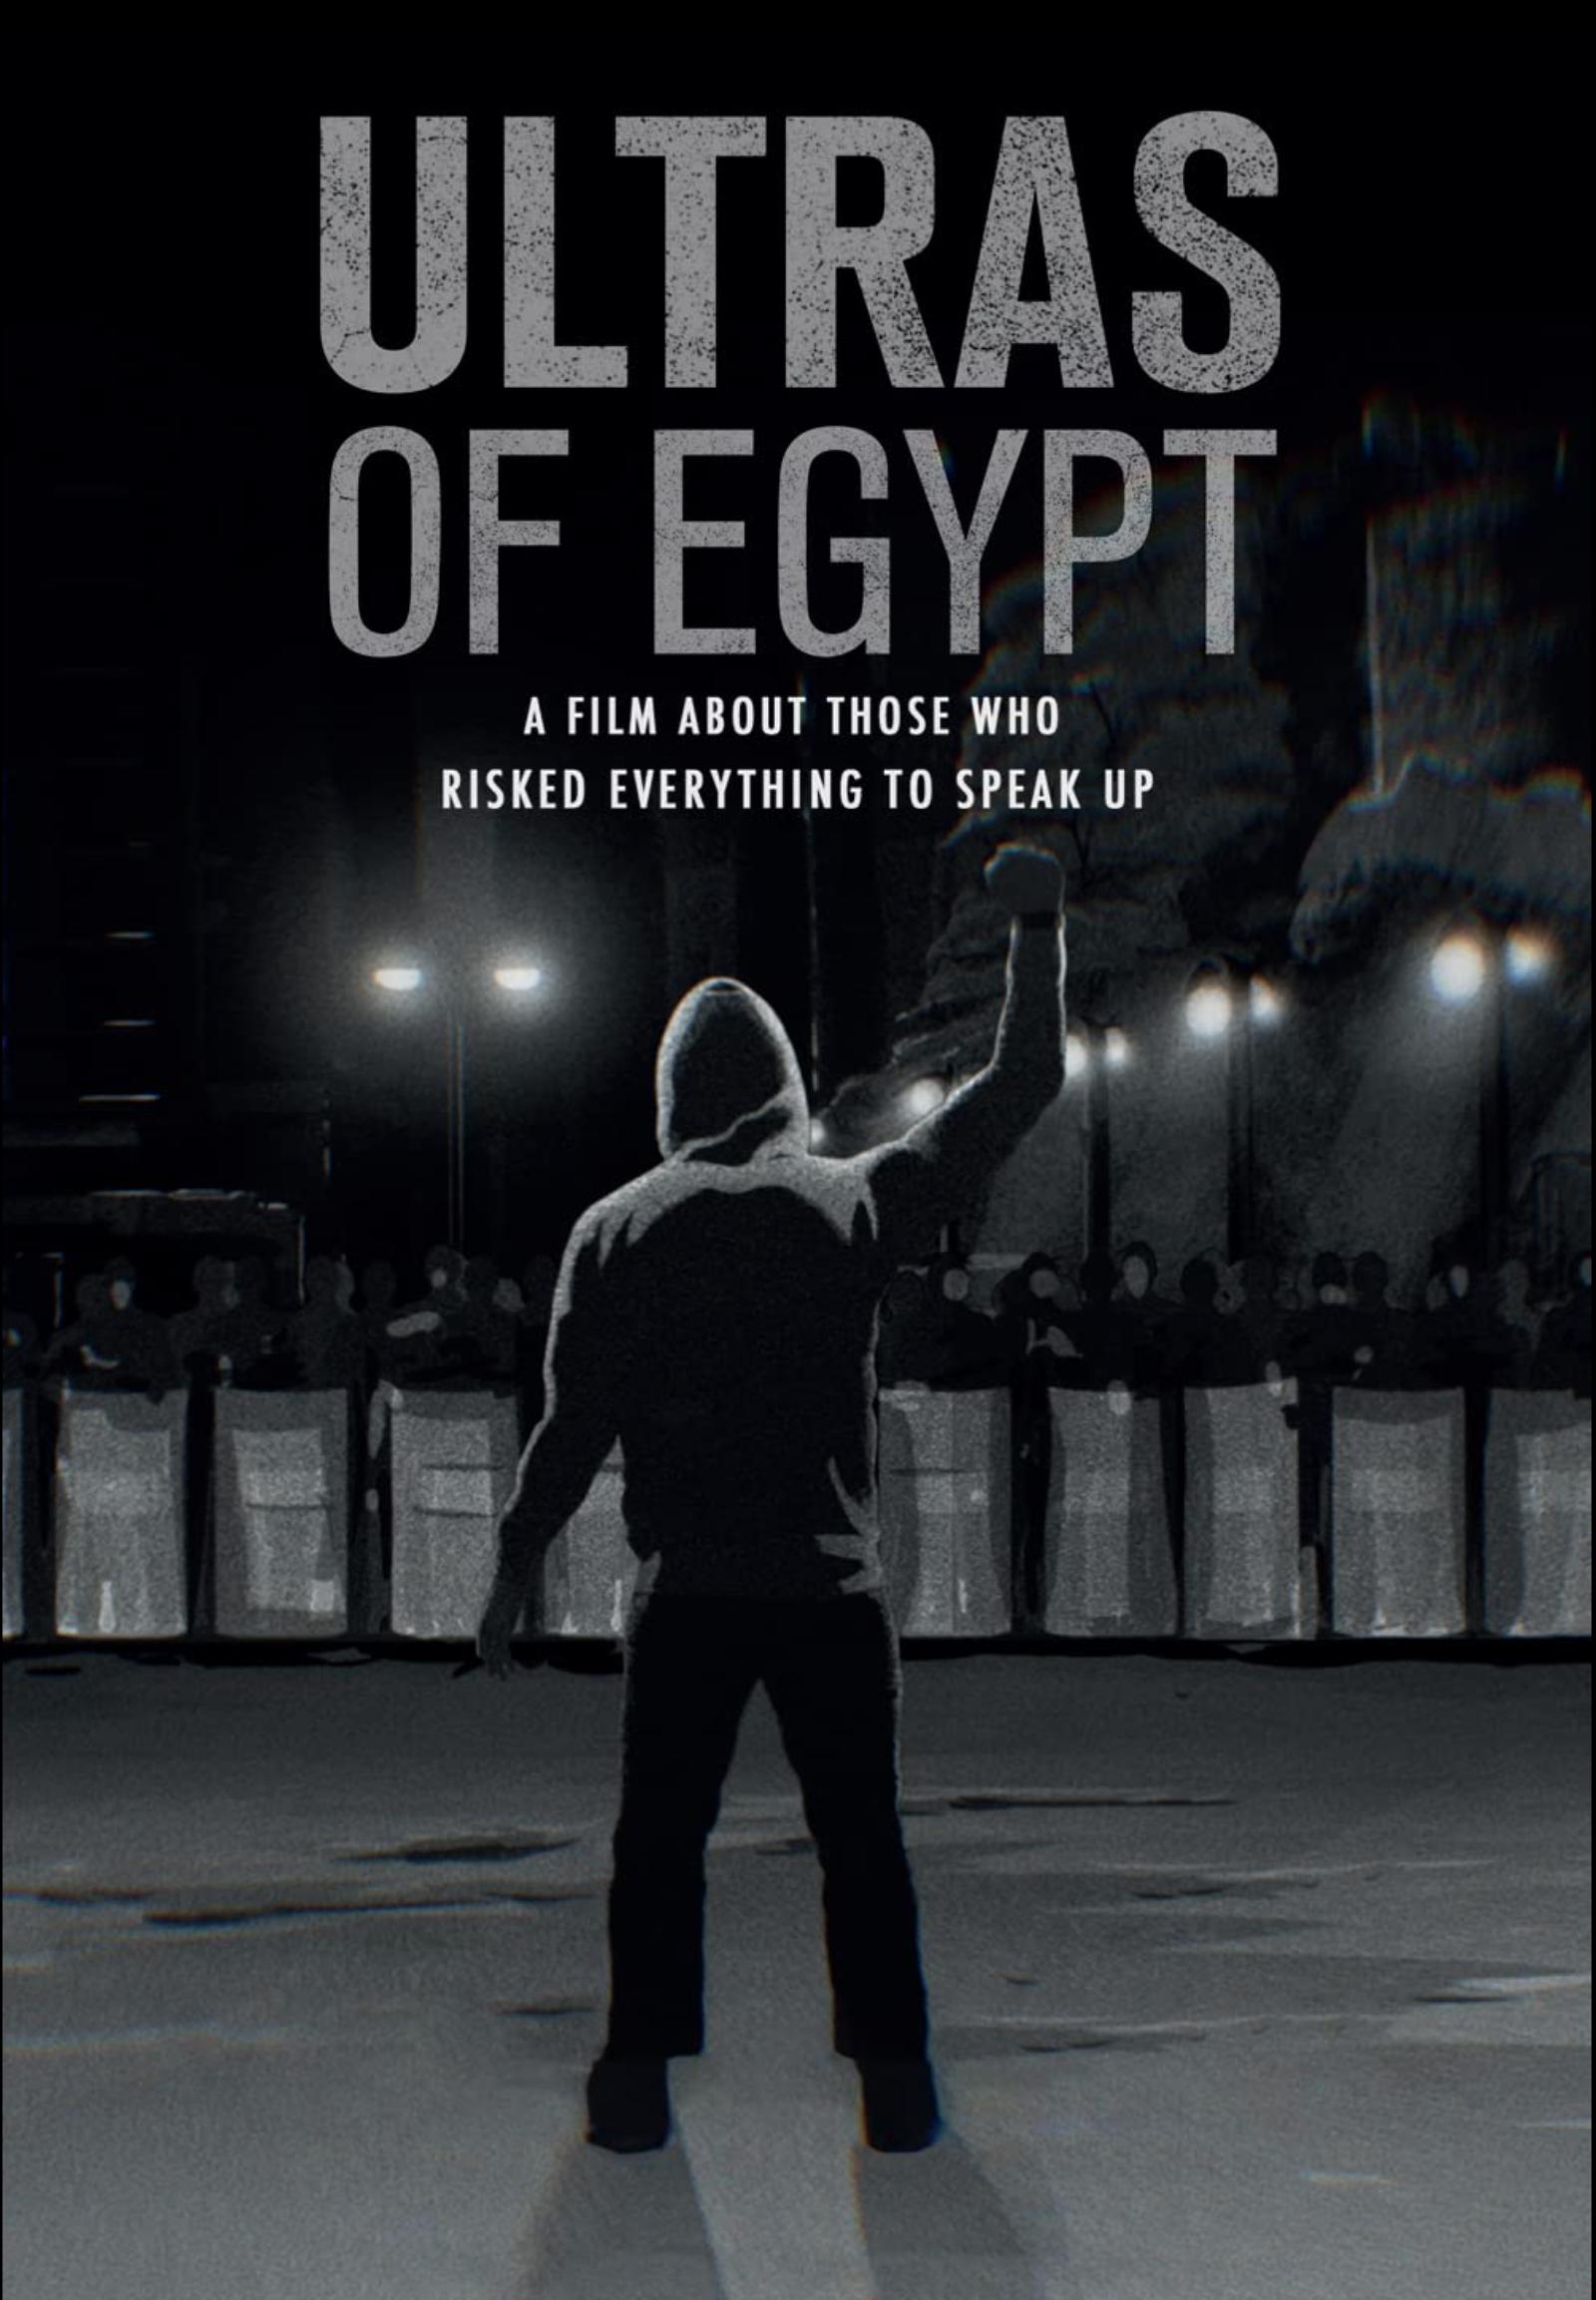 ULTRAS
OF EGYPT
A FILM ABOUT THOSE WHO
RISKED EVERYTHING TO SPEAK UP